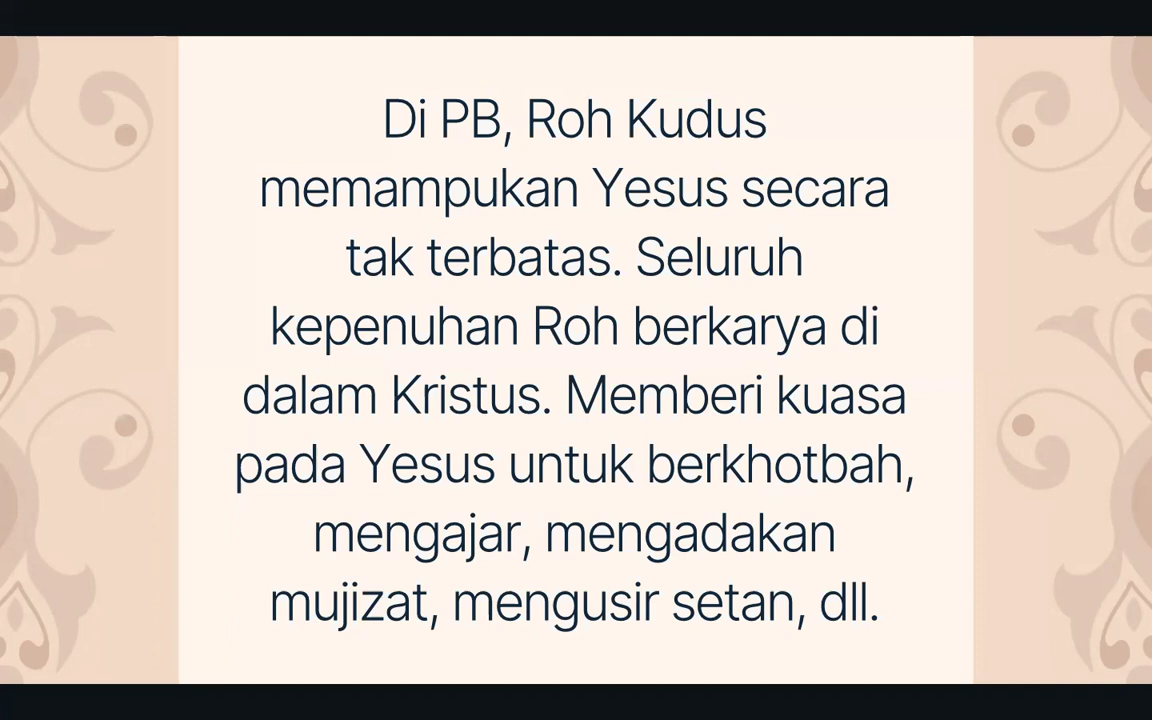 Di PB, Roh Kudus
memampukan Yesus secara
tak terbatas. Seluruh
kepenuhan Roh berkarya di
dalam Kristus. Memberi kuasa
pada Yesus untuk berkhotbah,
mengajar, mengadakan
mujizat, mengusir setan, dll.